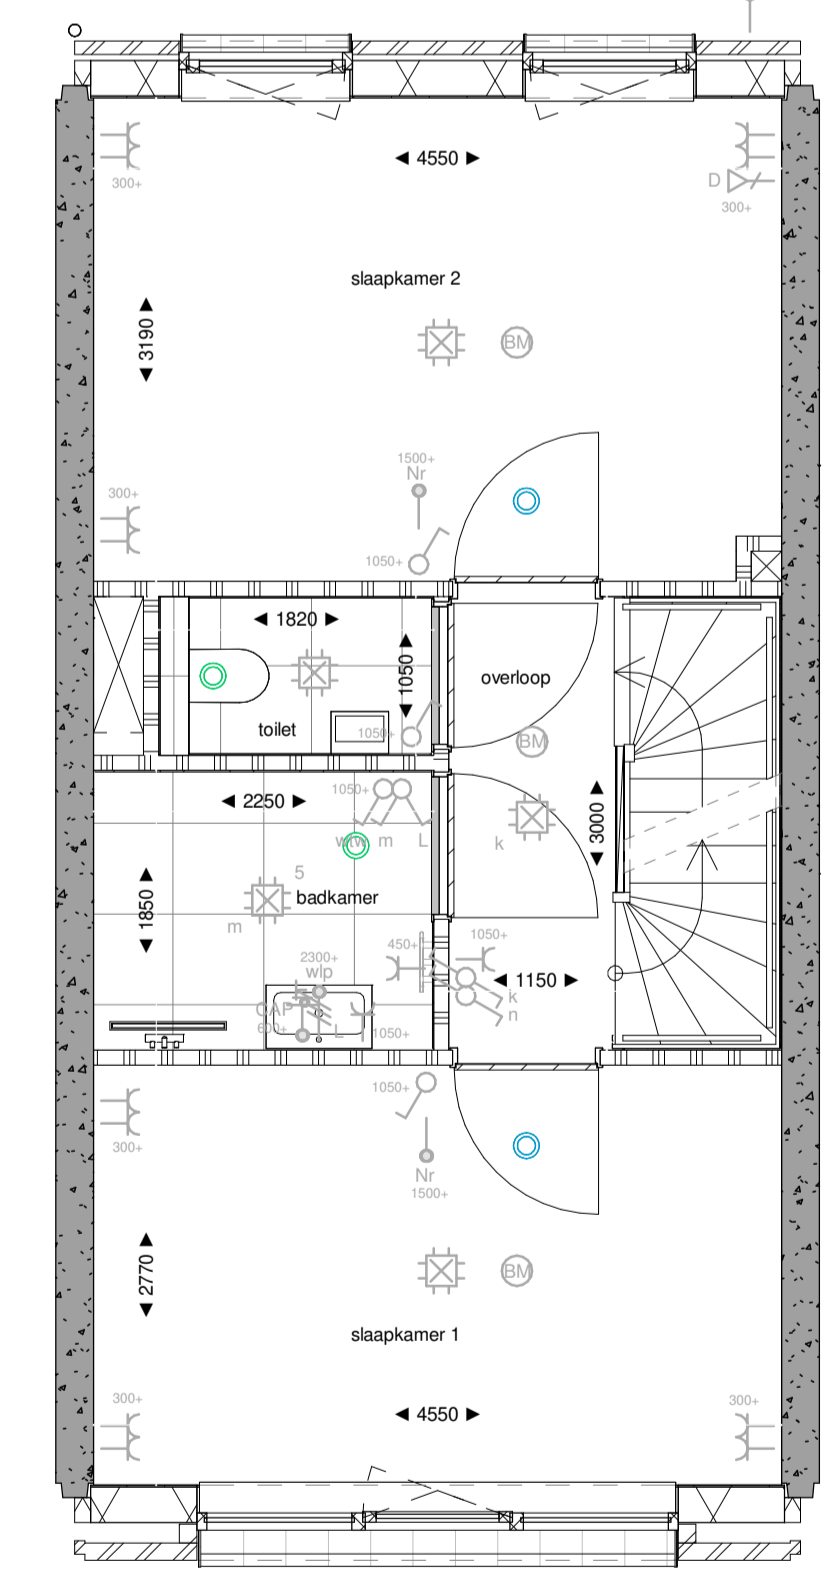 4550
D
300+
300+
slaapkamer 2
3190
BM
1500+
Nr
300+
1050+
1820
1050
overloop
toilet
1050+
BM
2250
1050+
wtw m L
3000
k
5
badkamer
1850
m
1050+
450+
2300+
wlp
1150
k
n
CAP
600+
L
1050+
1050+
300+
Nr
1500+
2770
BM
slaapkamer 1
300+
300+
4550